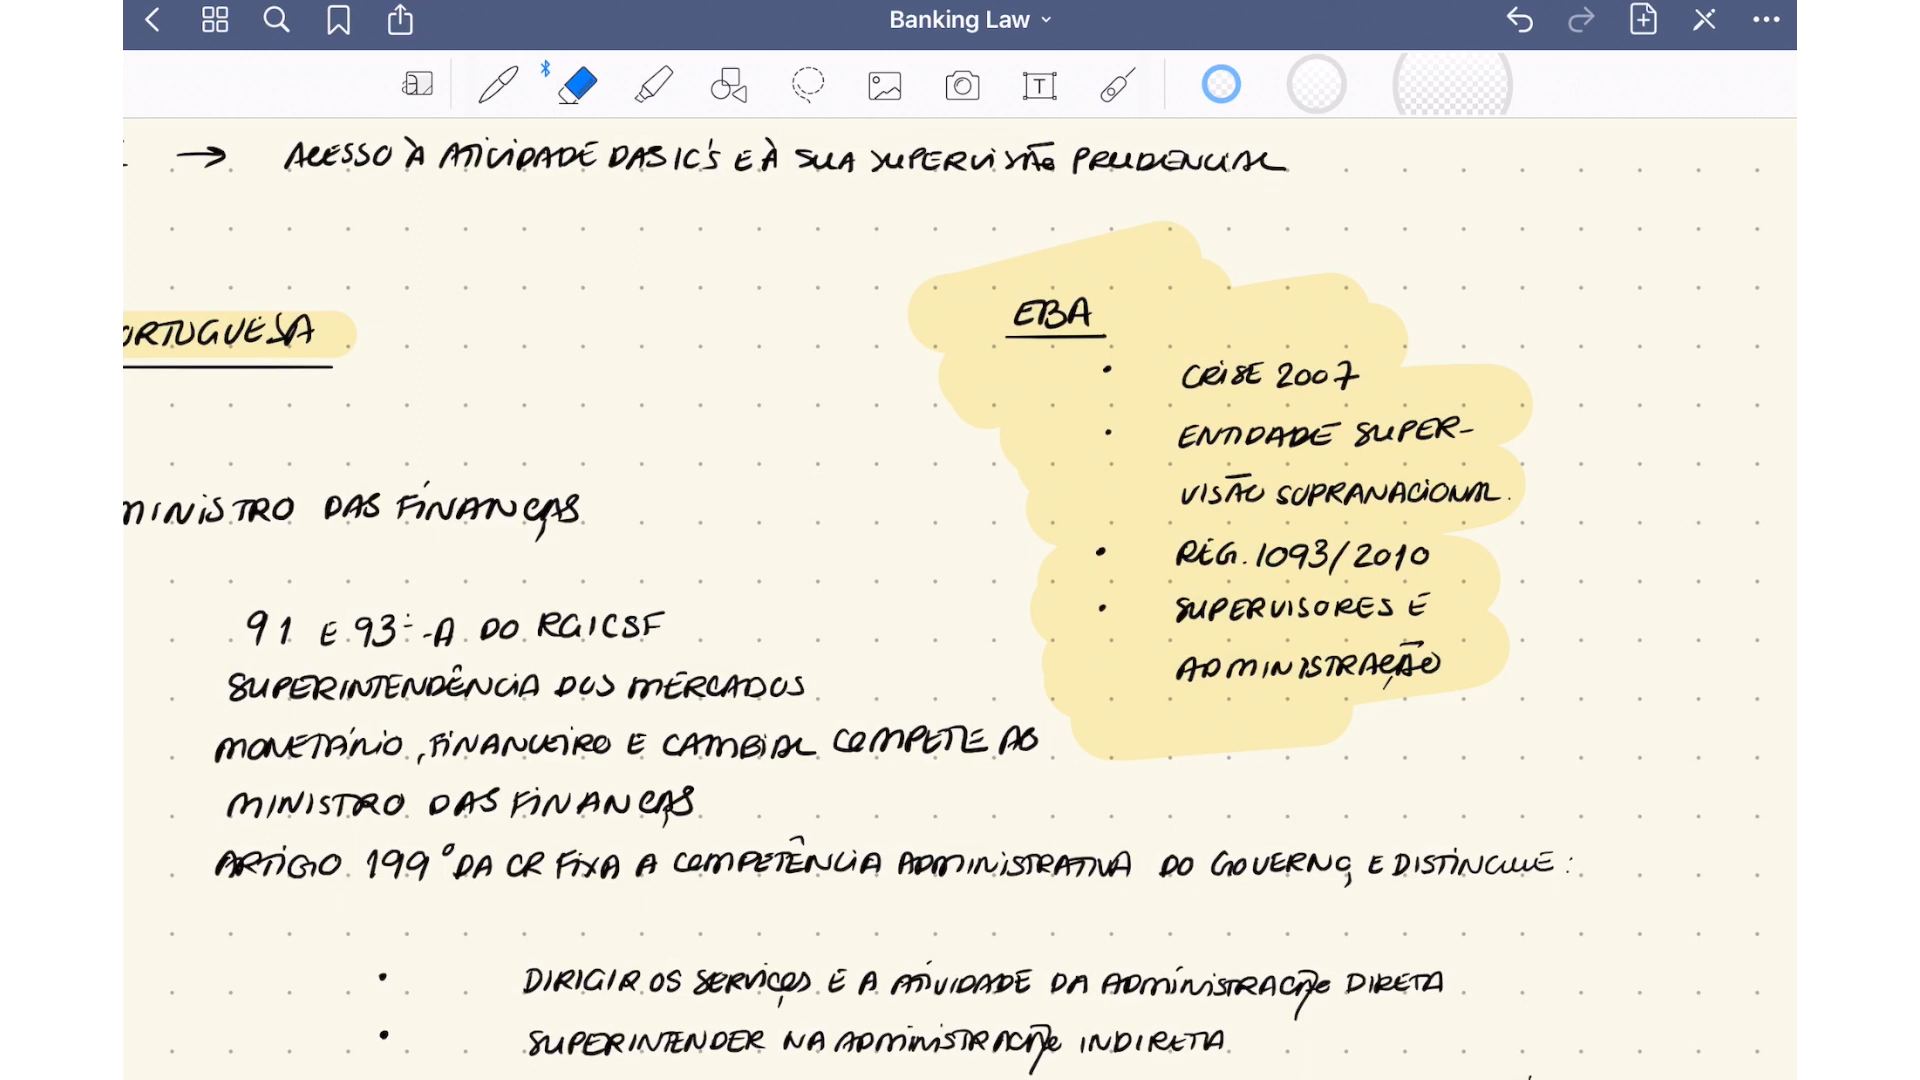 Banking Law
→ ACESSO À ATIVIDADE DAS IC'S E À SUA SUPERVISÃO PRUDENCIAL
ORTUGUESA
MINISTRO DAS FINANÇAS
91 E 93º-A DO RGICSF
SUPERINTENDÊNCIA DOS MERCADOS
MONETÁRIO, FINANCEIRO E CAMBIAL COMPETE AO
MINISTRO DAS FINANÇAS
ARTIGO 199º DA CR FIXA A COMPETÊNCIA ADMINISTRATIVA DO GOVERNO, E DISTINGUE:
• DIRIGIR OS SERVIÇOS E A ATIVIDADE DA ADMINISTRAÇÃO DIRETA
• SUPERINTENDER NA ADMINISTRAÇÃO INDIRETA
EBA
• CRISE 2007
• ENTIDADE SUPER-
VISÃO SUPRANACIONAL.
• REG. 1093/2010
• SUPERVISORES E
ADMINISTRAÇÃO